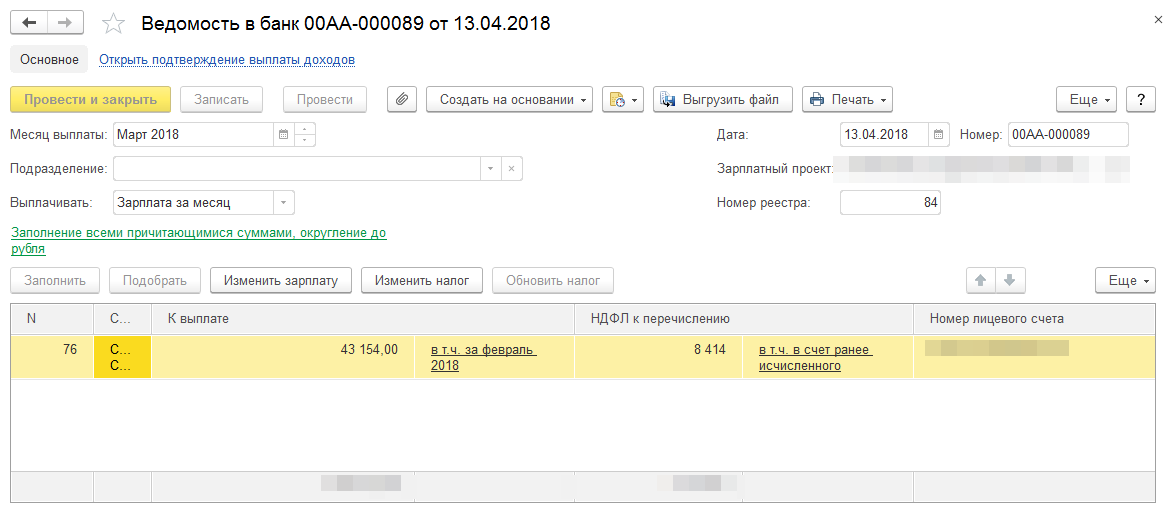 Ведомость в банк 00АА-000089 от 13.04.2018
Основное Открыть подтверждение выплаты доходов
Провести и закрыть Записать Провести Создать на основании Выгрузить файл Печать Еще ?
Месяц выплаты: Март 2018 Дата: 13.04.2018 Номер: 00АА-000089
Подразделение: Зарплатный проект:
Выплачивать: Зарплата за месяц Номер реестра: 84
Заполнение всеми причитающимися суммами, округление до
рубля
Заполнить Подобрать Изменить зарплату Изменить налог Обновить налог Еще
N С... К выплате НДФЛ к перечислению Номер лицевого счета
76 С... 43 154,00 в т.ч. за февраль 8 414 в т.ч. в счет ранее
С... 2018 исчисленного